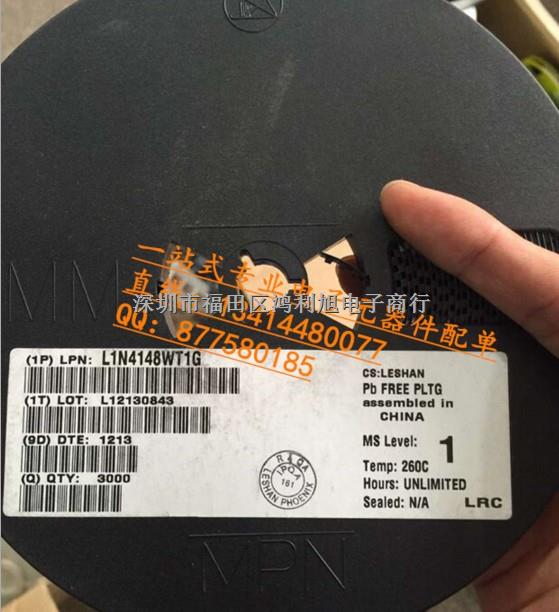 一站式专业电子元器件配单
深圳市福田区鸿利旭电子商行
QQ: 877580185
(1P) LPN: L1N4148WT1G
(1T) LOT: L12130843
(9D) DTE: 1213
(Q) QTY: 3000
CS:LESHAN
Pb FREE PLTG
assembled in
CHINA
MS Level: 1
Temp: 260C
Hours: UNLIMITED
Sealed: N/A
LRC
R & QA
IPQA
161
LESHAN PHOENIX
MPN